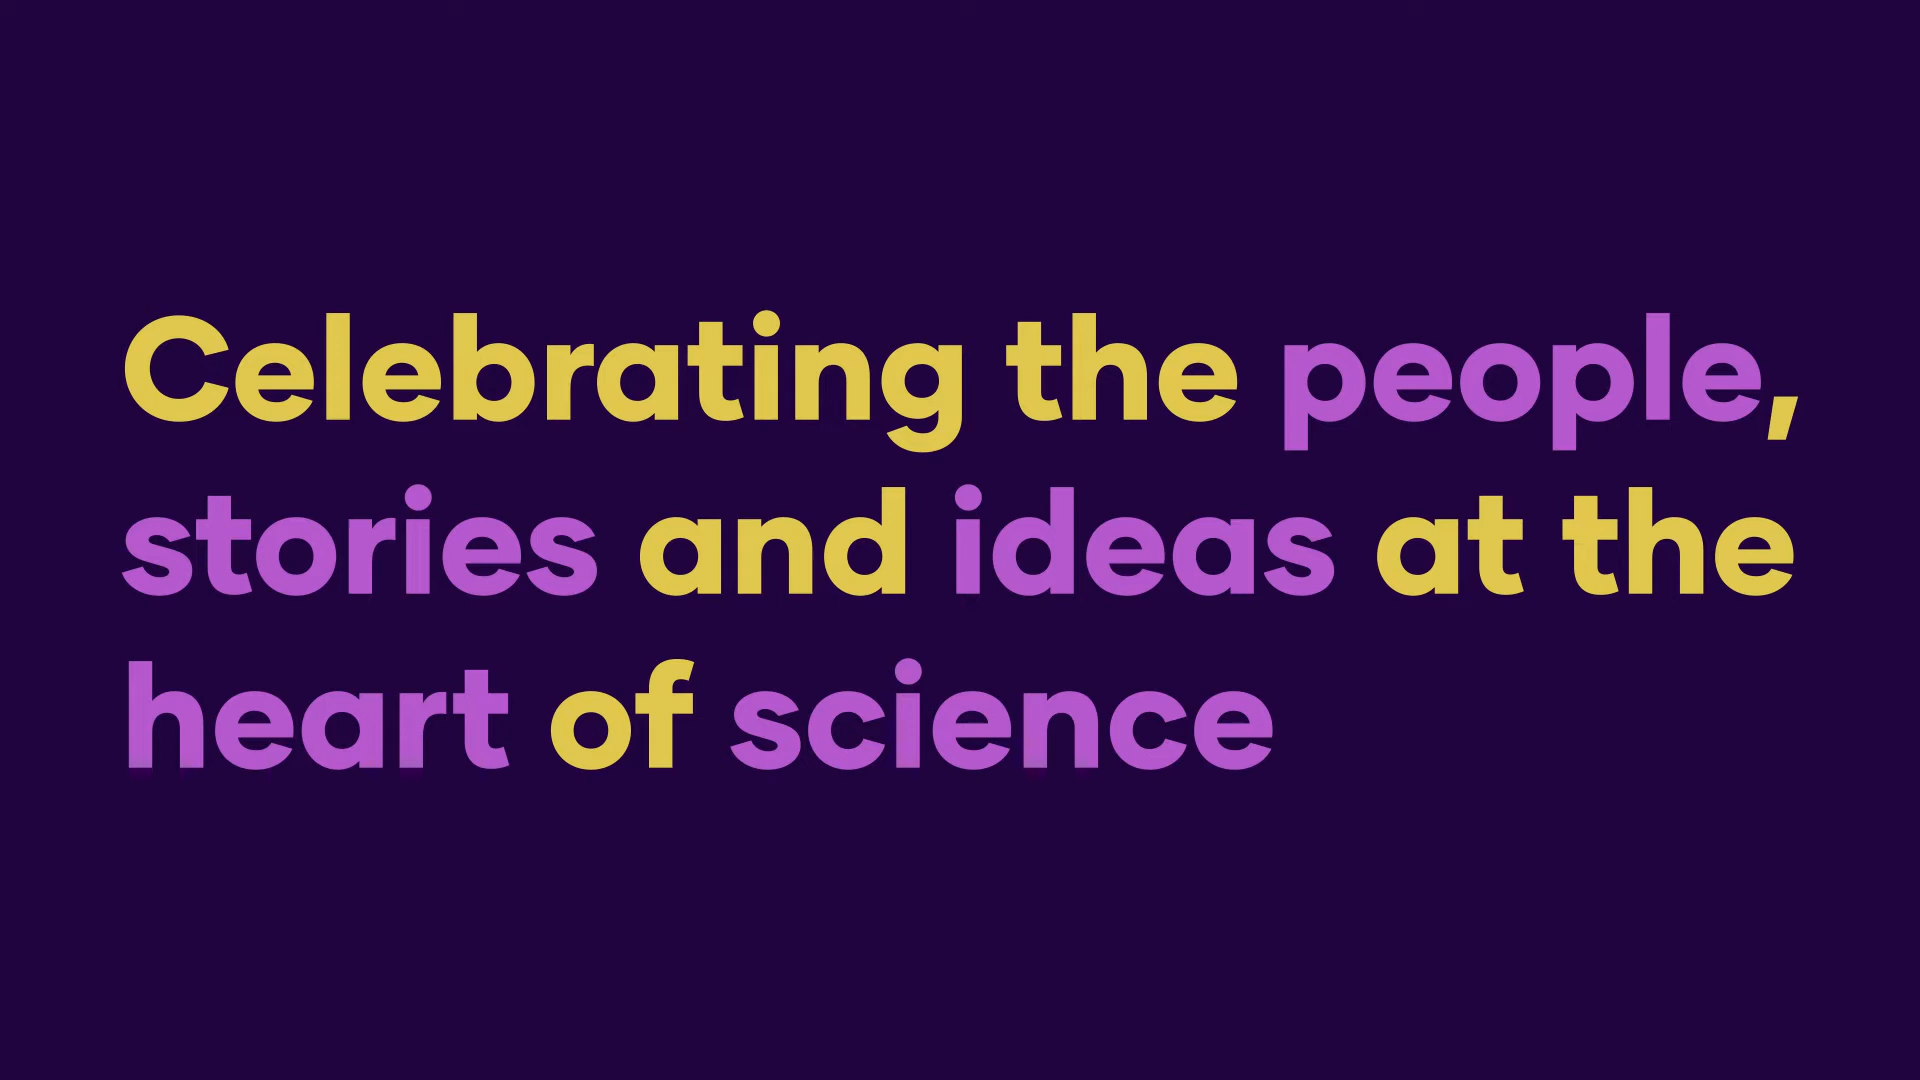 Celebrating the people,
stories and ideas at the
heart of science